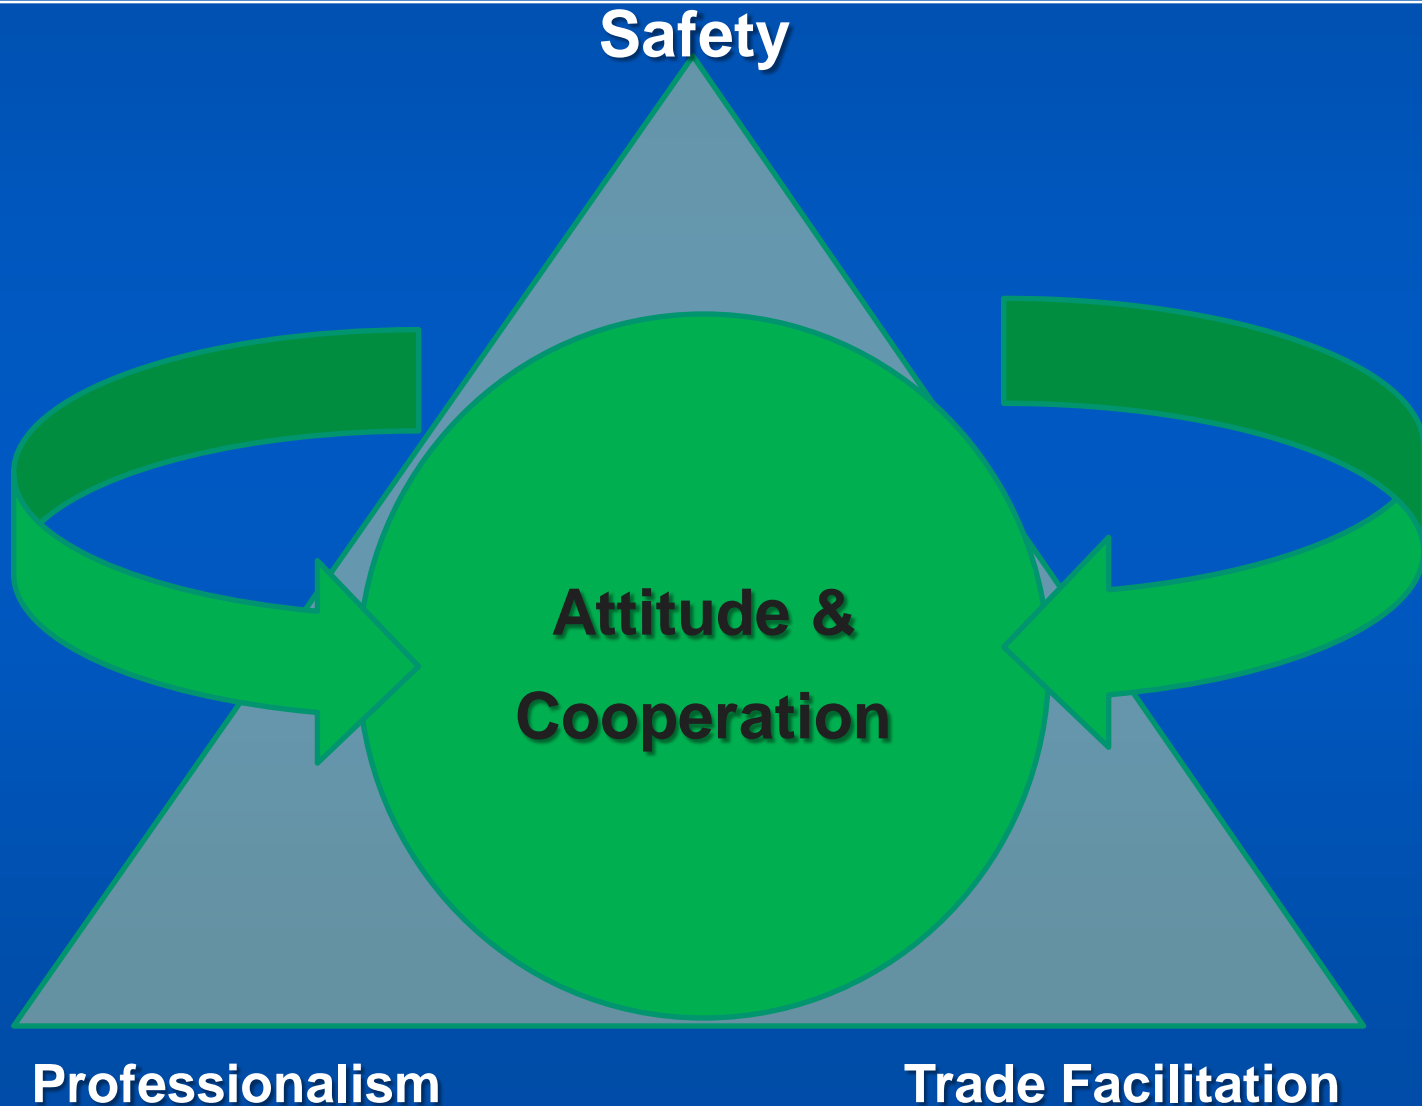 Safety
Attitude &
Cooperation
Professionalism
Trade Facilitation